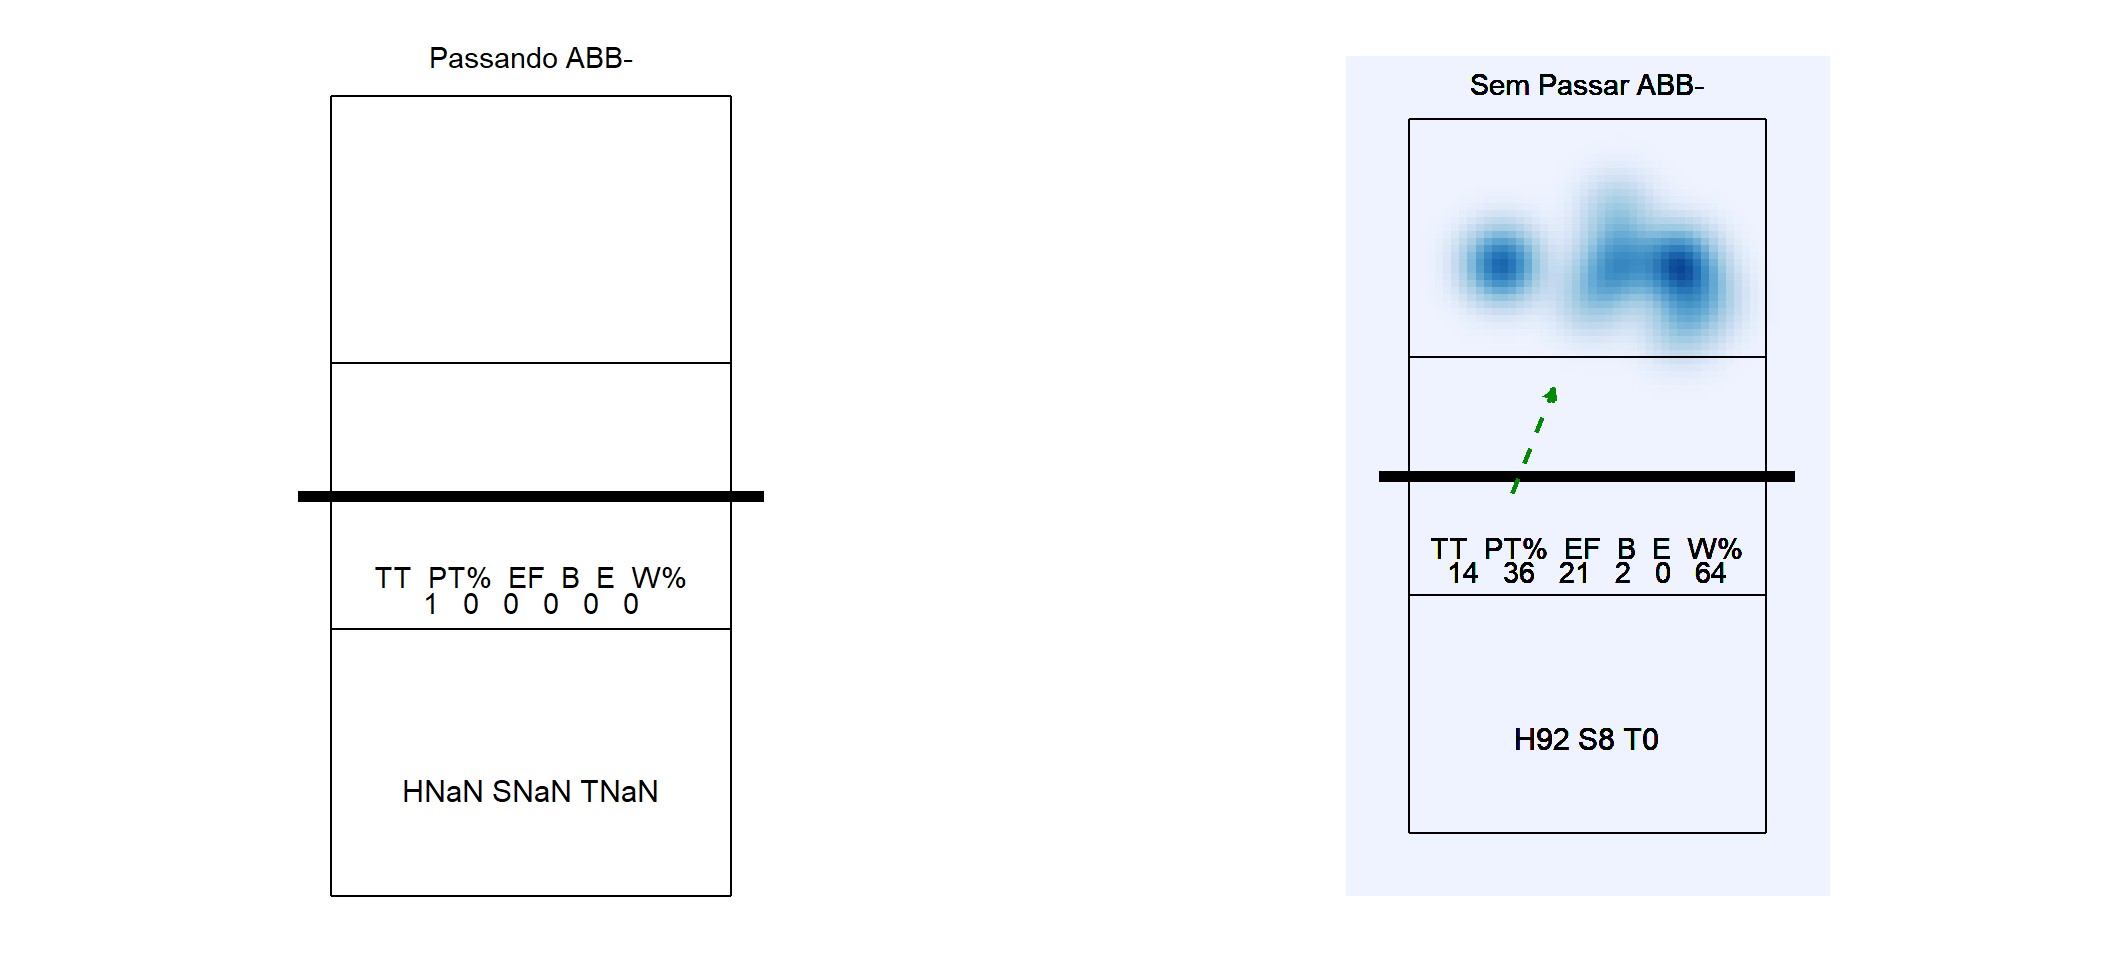 Passando ABB-
TT PT% EF B E W%
1 0 0 0 0 0
HNaN SNaN TNaN
Sem Passar ABB-
TT PT% EF B E W%
14 36 21 2 0 64
H92 S8 T0